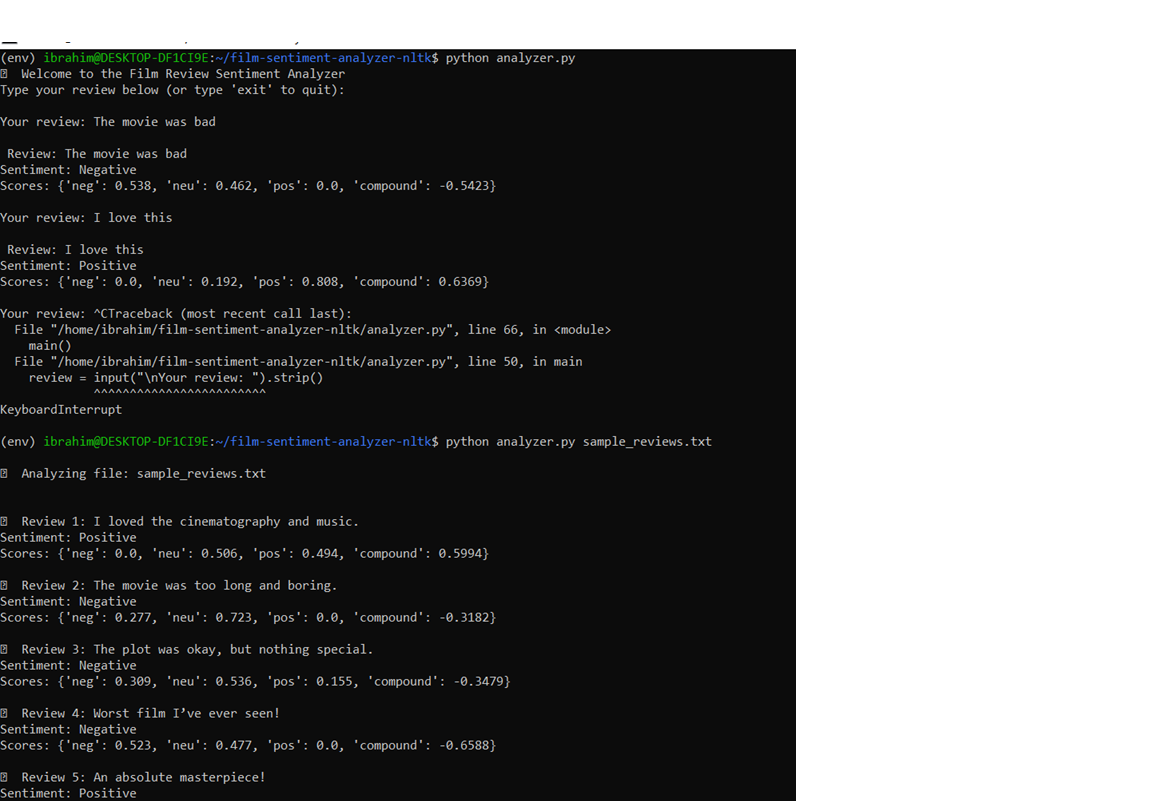 (env) ibrahim@DESKTOP-DF1CI9E:~/film-sentiment-analyzer-nltk$ python analyzer.py
Welcome to the Film Review Sentiment Analyzer
Type your review below (or type 'exit' to quit):
Your review: The movie was bad
Review: The movie was bad
Sentiment: Negative
Scores: {'neg': 0.538, 'neu': 0.462, 'pos': 0.0, 'compound': -0.5423}
Your review: I love this
Review: I love this
Sentiment: Positive
Scores: {'neg': 0.0, 'neu': 0.192, 'pos': 0.808, 'compound': 0.6369}
Your review: ^CTraceback (most recent call last):
File "/home/ibrahim/film-sentiment-analyzer-nltk/analyzer.py", line 66, in <module>
main()
File "/home/ibrahim/film-sentiment-analyzer-nltk/analyzer.py", line 50, in main
review = input("\nYour review: ").strip()
^^^^^^^^^^^^^^^^^^^^^^^^
KeyboardInterrupt
(env) ibrahim@DESKTOP-DF1CI9E:~/film-sentiment-analyzer-nltk$ python analyzer.py sample_reviews.txt
Analyzing file: sample_reviews.txt
Review 1: I loved the cinematography and music.
Sentiment: Positive
Scores: {'neg': 0.0, 'neu': 0.506, 'pos': 0.494, 'compound': 0.5994}
Review 2: The movie was too long and boring.
Sentiment: Negative
Scores: {'neg': 0.277, 'neu': 0.723, 'pos': 0.0, 'compound': -0.3182}
Review 3: The plot was okay, but nothing special.
Sentiment: Negative
Scores: {'neg': 0.309, 'neu': 0.536, 'pos': 0.155, 'compound': -0.3479}
Review 4: Worst film I’ve ever seen!
Sentiment: Negative
Scores: {'neg': 0.523, 'neu': 0.477, 'pos': 0.0, 'compound': -0.6588}
Review 5: An absolute masterpiece!
Sentiment: Positive